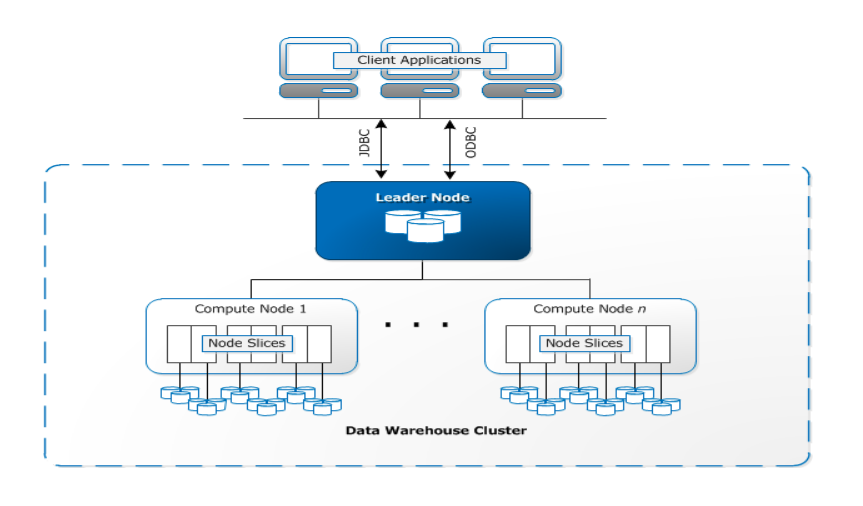 Client Applications
JDBC
ODBC
Leader Node
Compute Node 1
Compute Node n
. . .
Node Slices
Node Slices
Data Warehouse Cluster